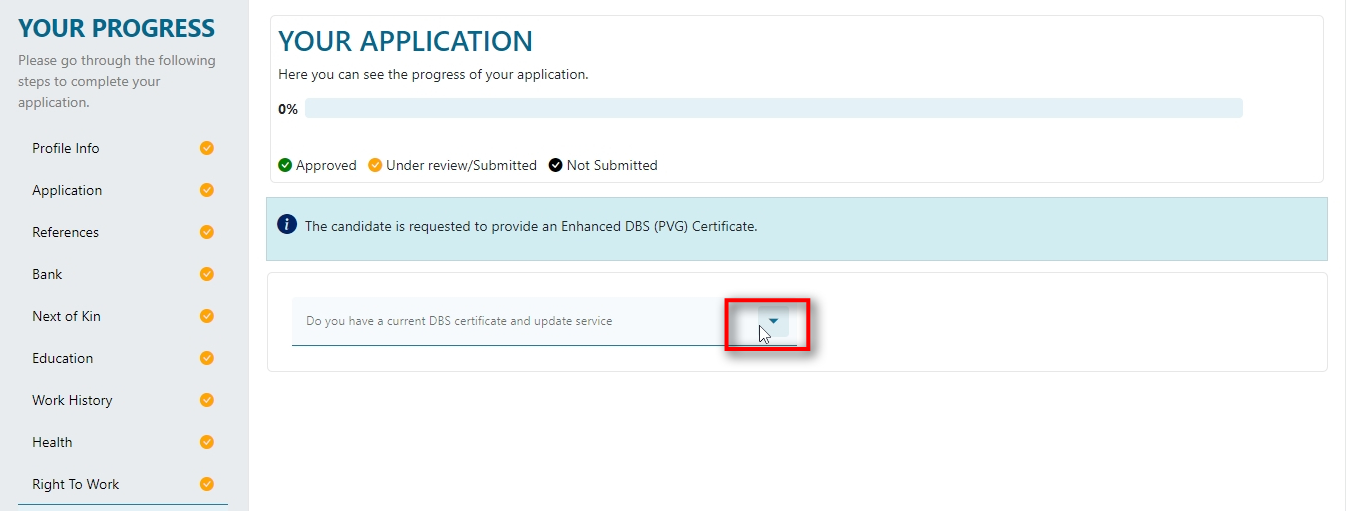 YOUR PROGRESS
Please go through the following
steps to complete your
application.
Profile Info
Application
References
Bank
Next of Kin
Education
Work History
Health
Right To Work
YOUR APPLICATION
Here you can see the progress of your application.
0%
Approved Under review/Submitted Not Submitted
The candidate is requested to provide an Enhanced DBS (PVG) Certificate.
Do you have a current DBS certificate and update service